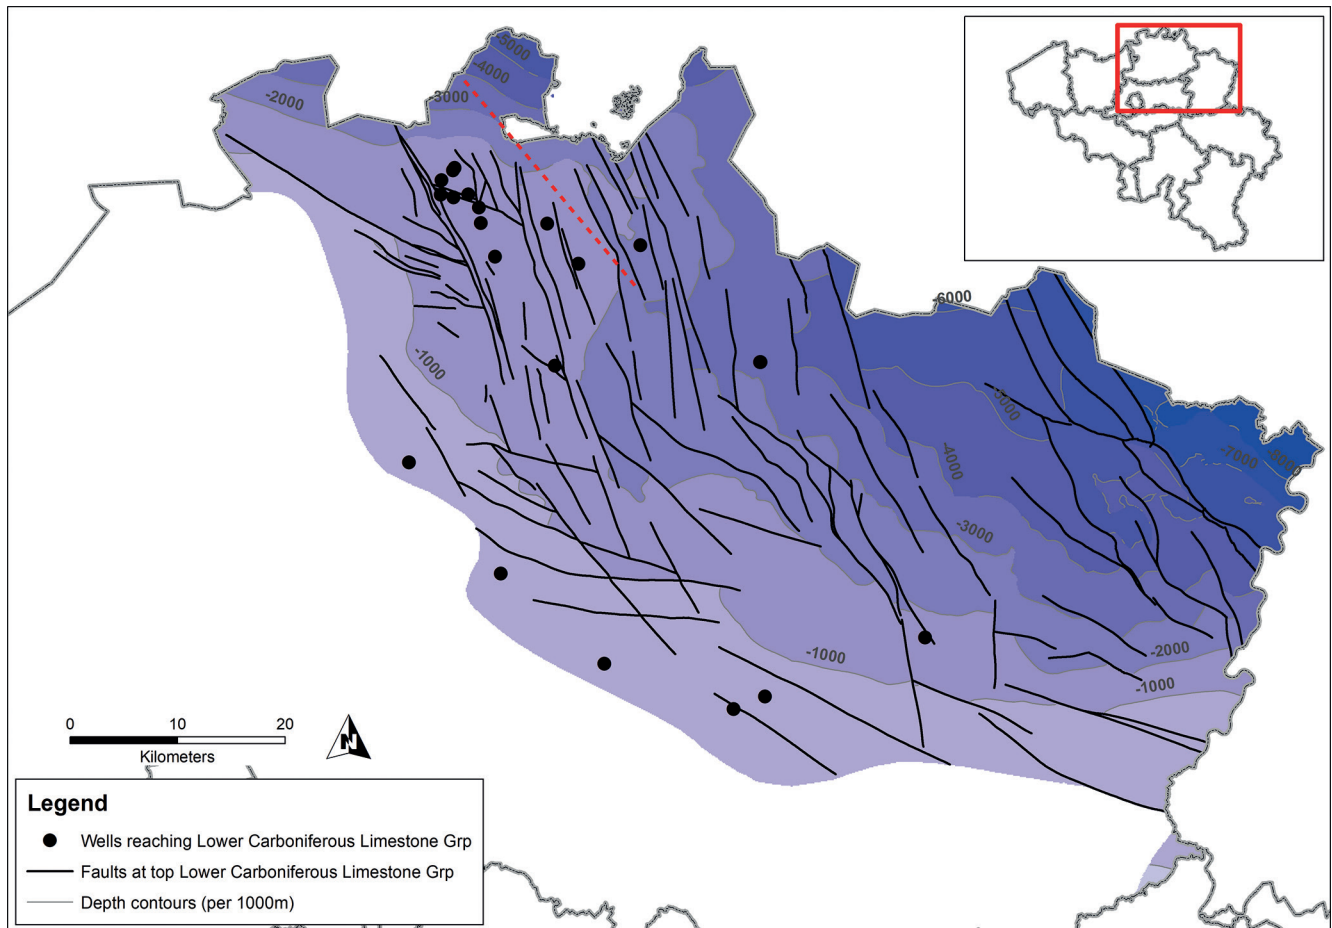 -5000
-4000
-3000
-2000
-6000
-1000
-5000
-4000
-7000
-8000
-3000
-1000
-2000
-1000
0 10 20
Kilometers
N
Legend
Wells reaching Lower Carboniferous Limestone Grp
Faults at top Lower Carboniferous Limestone Grp
Depth contours (per 1000m)